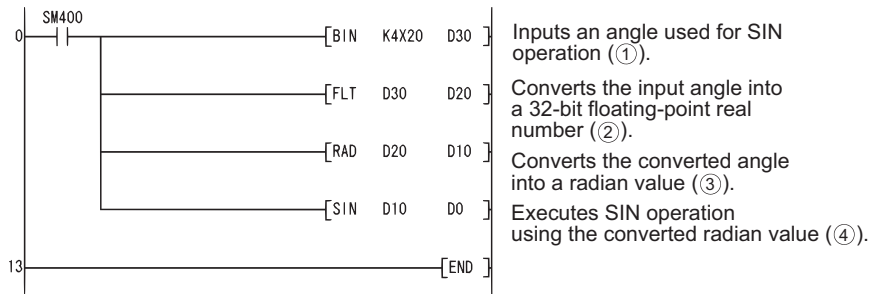 SM400
0 [BIN K4X20 D30]
Inputs an angle used for SIN
operation (①).
[FLT D30 D20]
Converts the input angle into
a 32-bit floating-point real
number (②).
[RAD D20 D10]
Converts the converted angle
into a radian value (③).
[SIN D10 D0]
Executes SIN operation
using the converted radian value (④).
13 [END]